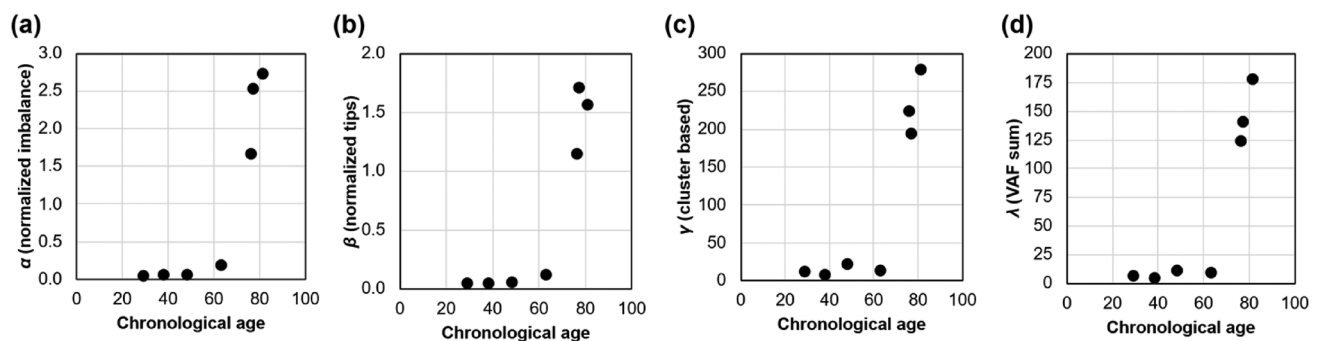 (a)
α (normalized imbalance)
3.0
2.5
2.0
1.5
1.0
0.5
0.0
0 20 40 60 80 100
Chronological age
(b)
β (normalized tips)
2.0
1.5
1.0
0.5
0.0
0 20 40 60 80 100
Chronological age
(c)
γ (cluster based)
300
250
200
150
100
50
0
0 20 40 60 80 100
Chronological age
(d)
λ (VAF sum)
200
175
150
125
100
75
50
25
0
0 20 40 60 80 100
Chronological age